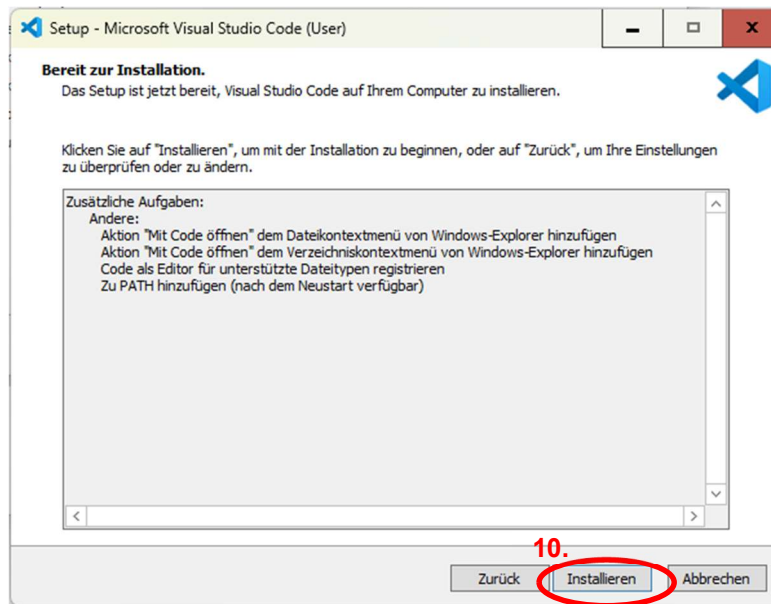 Setup - Microsoft Visual Studio Code (User)
Bereit zur Installation.
Das Setup ist jetzt bereit, Visual Studio Code auf Ihrem Computer zu installieren.
Klicken Sie auf "Installieren", um mit der Installation zu beginnen, oder auf "Zurück", um Ihre Einstellungen
zu überprüfen oder zu ändern.
Zusätzliche Aufgaben:
Andere:
Aktion "Mit Code öffnen" dem Dateikontextmenü von Windows-Explorer hinzufügen
Aktion "Mit Code öffnen" dem Verzeichniskontextmenü von Windows-Explorer hinzufügen
Code als Editor für unterstützte Dateitypen registrieren
Zu PATH hinzufügen (nach dem Neustart verfügbar)
10.
Zurück Installieren Abbrechen